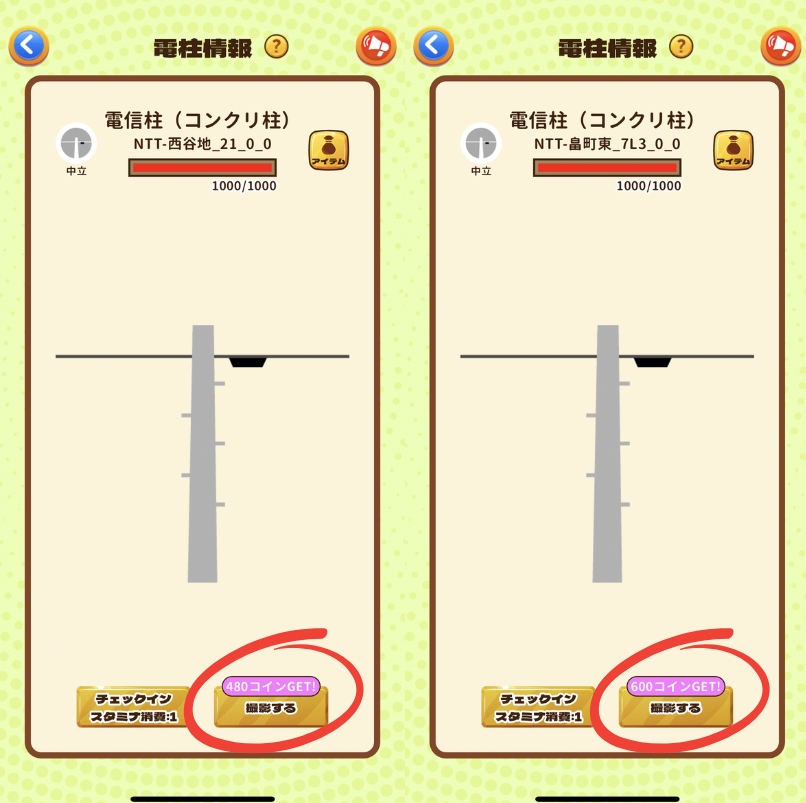 電柱情報 ?
電信柱（コンクリ柱）
NTT-西谷地_21_0_0
中立
アイテム
1000/1000
チェックイン
スタミナ消費:1
480コインGET!
撮影する
電柱情報 ?
電信柱（コンクリ柱）
NTT-畠町東_7L3_0_0
中立
アイテム
1000/1000
チェックイン
スタミナ消費:1
600コインGET!
撮影する